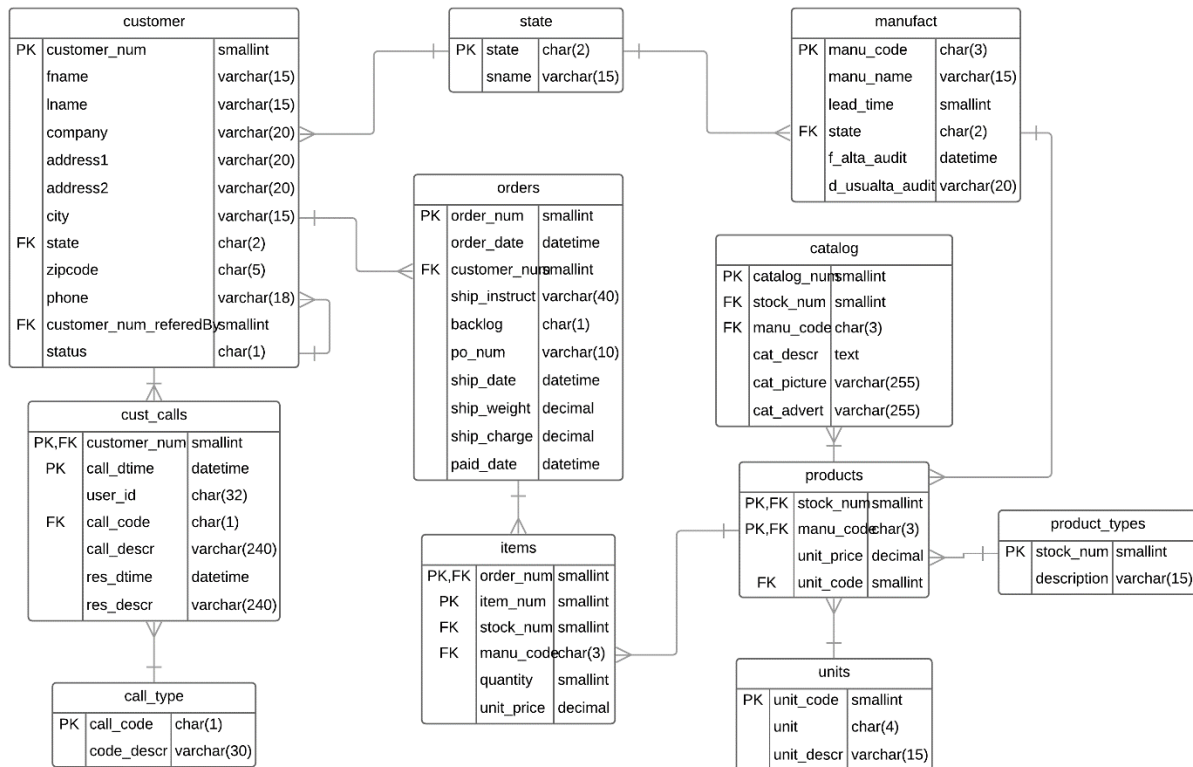 customer
PK customer_num smallint
fname varchar(15)
lname varchar(15)
company varchar(20)
address1 varchar(20)
address2 varchar(20)
city varchar(15)
FK state char(2)
zipcode char(5)
phone varchar(18)
FK customer_num_referedBy smallint
status char(1)
state
PK state char(2)
sname varchar(15)
manufact
PK manu_code char(3)
manu_name varchar(15)
lead_time smallint
FK state char(2)
f_alta_audit datetime
d_usualta_audit varchar(20)
orders
PK order_num smallint
order_date datetime
FK customer_num smallint
ship_instruct varchar(40)
backlog char(1)
po_num varchar(10)
ship_date datetime
ship_weight decimal
ship_charge decimal
paid_date datetime
catalog
PK catalog_num smallint
FK stock_num smallint
FK manu_code char(3)
cat_descr text
cat_picture varchar(255)
cat_advert varchar(255)
cust_calls
PK,FK customer_num smallint
PK call_dtime datetime
user_id char(32)
FK call_code char(1)
call_descr varchar(240)
res_dtime datetime
res_descr varchar(240)
products
PK,FK stock_num smallint
PK,FK manu_code char(3)
unit_price decimal
FK unit_code smallint
product_types
PK stock_num smallint
description varchar(15)
items
PK,FK order_num smallint
PK item_num smallint
FK stock_num smallint
FK manu_code char(3)
quantity smallint
unit_price decimal
call_type
PK call_code char(1)
code_descr varchar(30)
units
PK unit_code smallint
unit char(4)
unit_descr varchar(15)